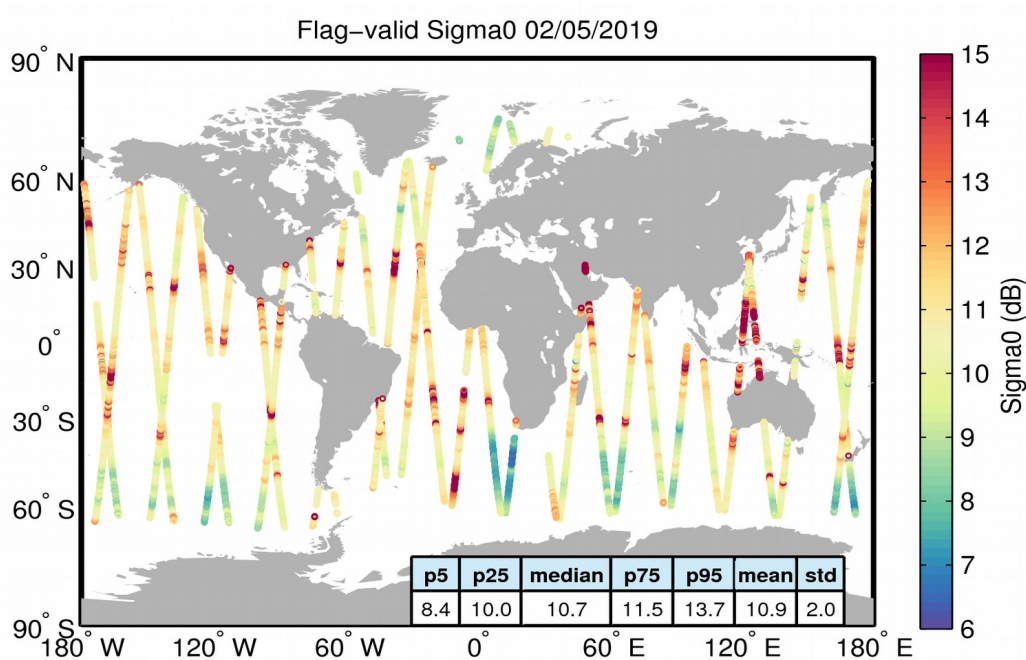 Flag−valid Sigma0 02/05/2019
90° N
60° N
30° N
0°
30° S
60° S
90° S
180° W
120° W
60° W
0°
60° E
120° E
180° E
15
14
13
12
11
10
9
8
7
6
Sigma0 (dB)
p5 p25 median p75 p95 mean std
8.4 10.0 10.7 11.5 13.7 10.9 2.0